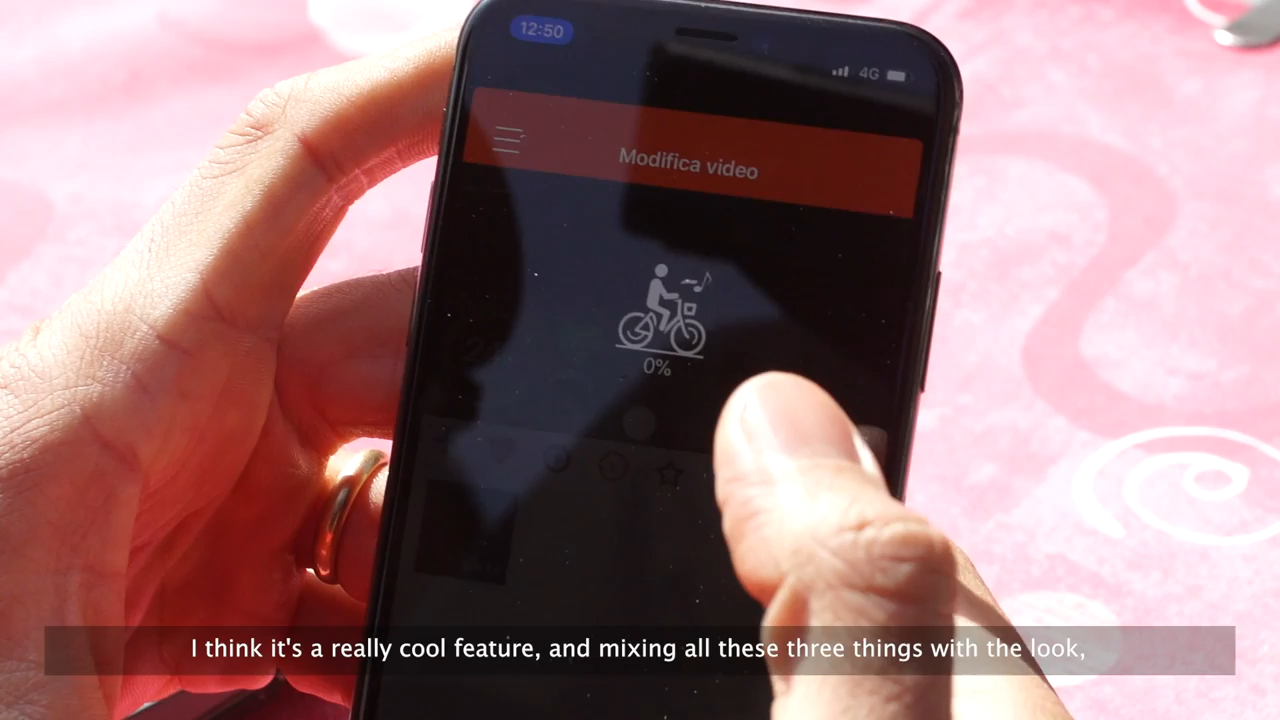 12:50
4G
Modifica video
0%
I think it's a really cool feature, and mixing all these three things with the look,